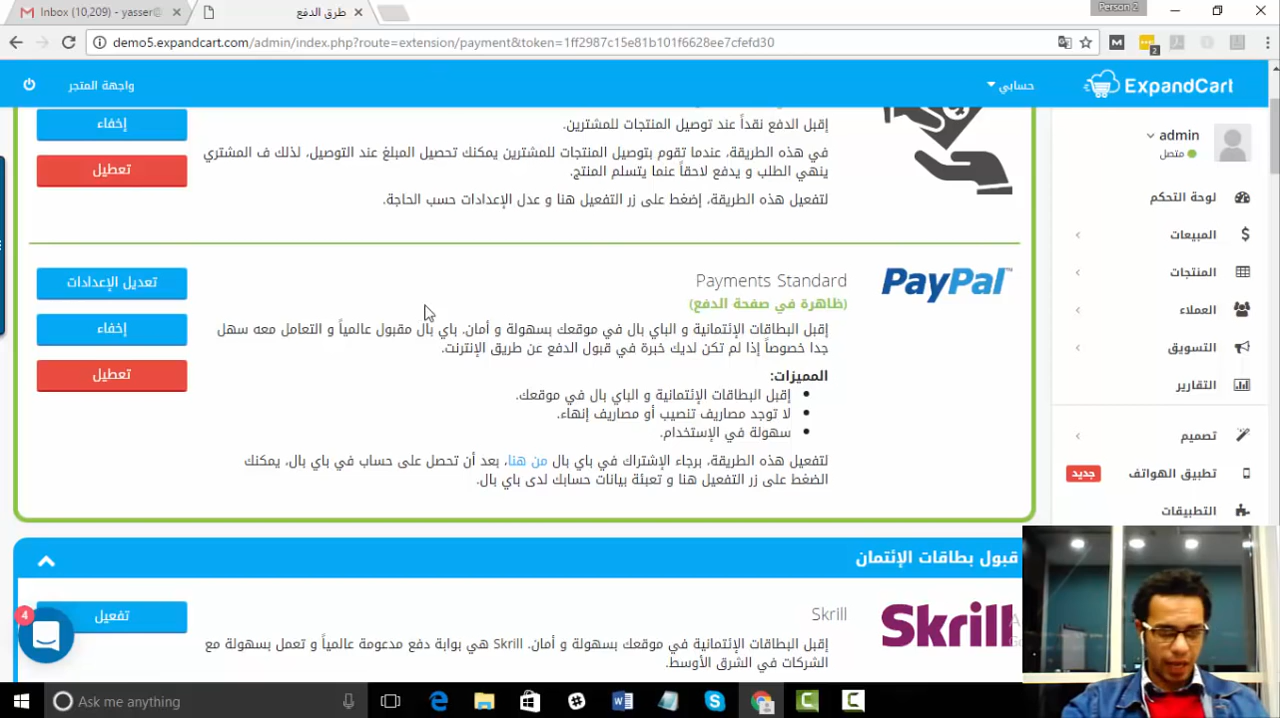 Inbox (10,209) - yasser@
طرق الدفع
Person 2
demo5.expandcart.com/admin/index.php?route=extension/payment&token=1ff2987c15e81b101f6628ee7cfefd30
2
ExpandCart
حسابي
واجهة المتجر
admin
متصل
لوحة التحكم
المبيعات
المنتجات
العملاء
التسويق
التقارير
تصميم
تطبيق الهواتف
جديد
التطبيقات
إقبل الدفع نقداً عند توصيل المنتجات للمشترين.
إخفاء
في هذه الطريقة، عندما تقوم بتوصيل المنتجات للمشترين يمكنك تحصيل المبلغ عند التوصيل، لذلك ف المشتري
ينهي الطلب و يدفع لاحقاً عنما يتسلم المنتج.
تعطيل
لتفعيل هذه الطريقة، إضغط على زر التفعيل هنا و عدل الإعدادات حسب الحاجة.
PayPal™
Payments Standard
تعديل الإعدادات
(ظاهرة في صفحة الدفع)
إقبل البطاقات الإئتمانية و الباي بال في موقعك بسهولة و أمان. باي بال مقبول عالمياً و التعامل معه سهل
إخفاء
جدا خصوصاً إذا لم تكن لديك خبرة في قبول الدفع عن طريق الإنترنت.
المميزات:
تعطيل
إقبل البطاقات الإئتمانية و الباي بال في موقعك.
لا توجد مصاريف تنصيب أو مصاريف إنهاء.
سهولة في الإستخدام.
لتفعيل هذه الطريقة، برجاء الإشتراك في باي بال من هنا، بعد أن تحصل على حساب في باي بال، يمكنك
الضغط على زر التفعيل هنا و تعبئة بيانات حسابك لدى باي بال.
قبول بطاقات الإئتمان
Skrill
Skrill
تفعيل
4
إقبل البطاقات الإئتمانية في موقعك بسهولة و أمان. Skrill هي بوابة دفع مدعومة عالمياً و تعمل بسهولة مع
الشركات في الشرق الأوسط.
Ask me anything